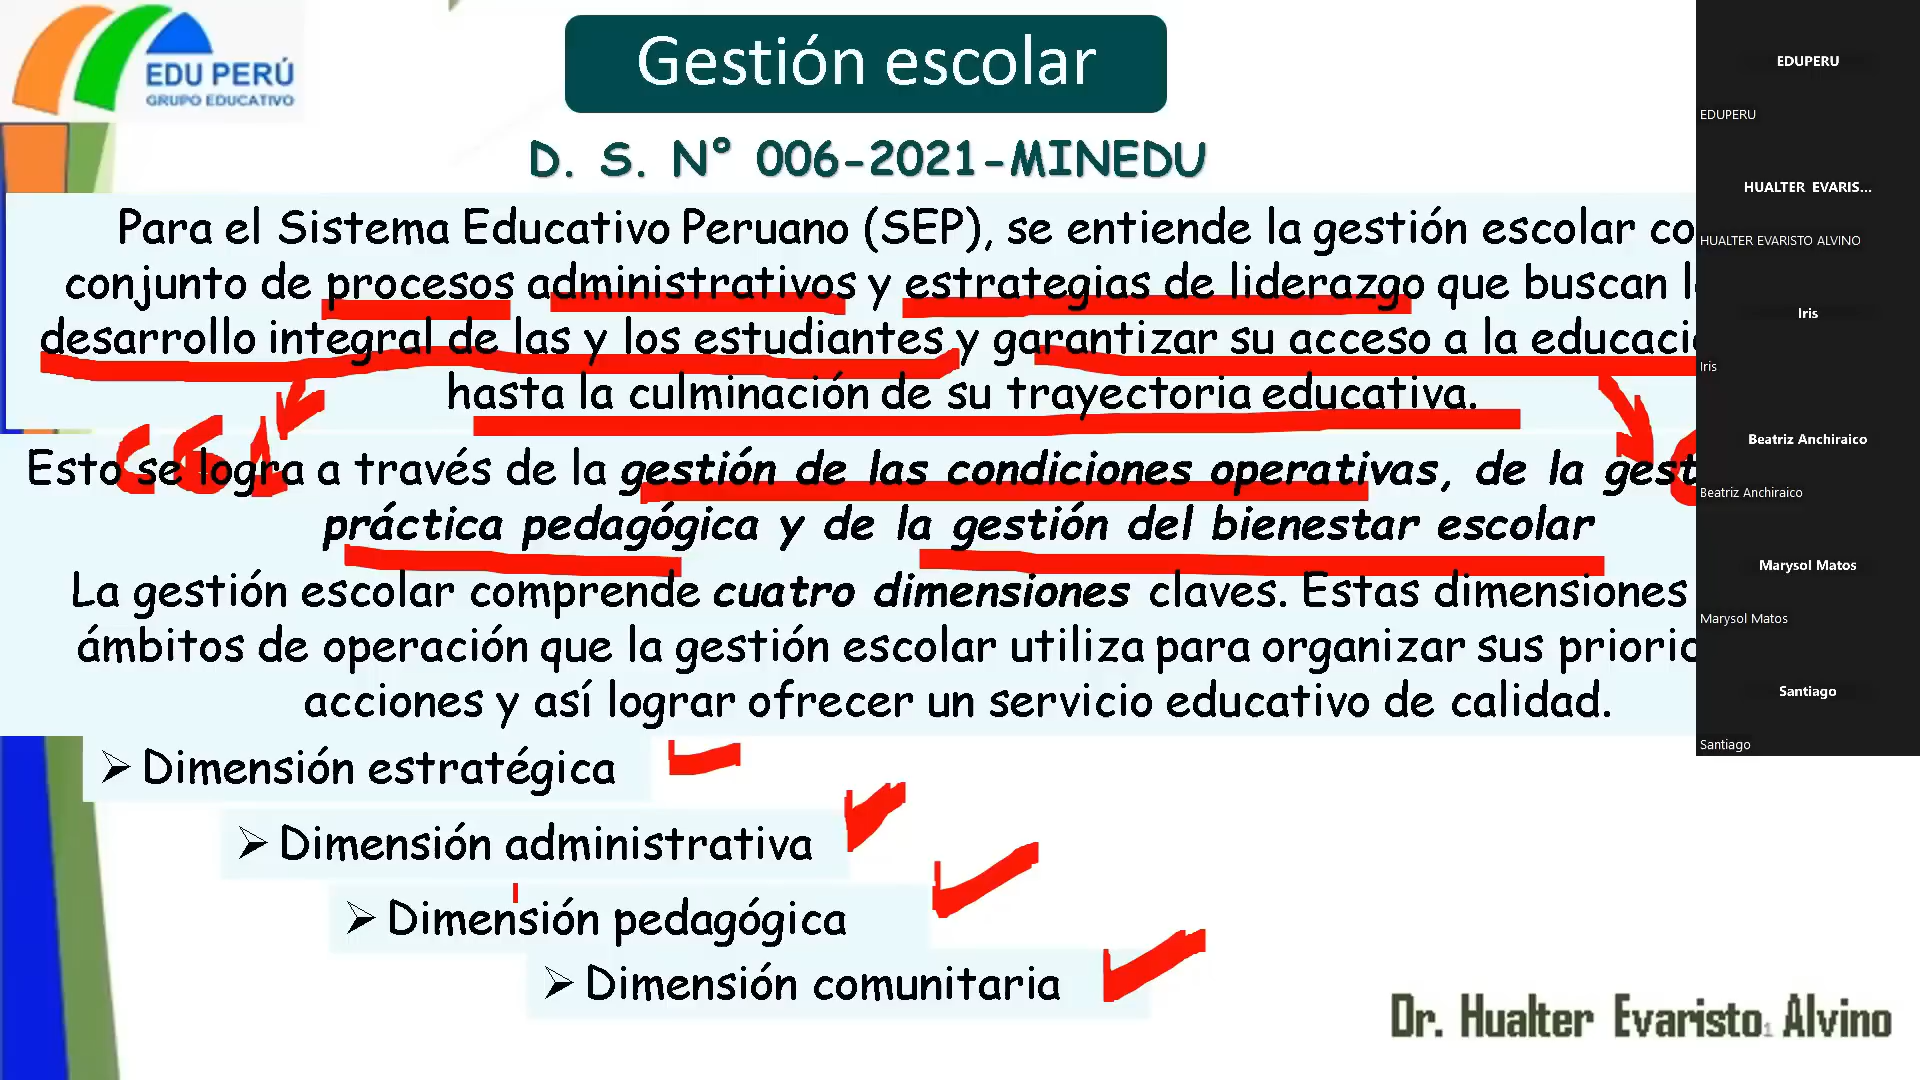 EDU PERÚ
GRUPO EDUCATIVO
Gestión escolar
D. S. N° 006-2021-MINEDU
Para el Sistema Educativo Peruano (SEP), se entiende la gestión escolar co
conjunto de procesos administrativos y estrategias de liderazgo que buscan l
desarrollo integral de las y los estudiantes y garantizar su acceso a la educaci
hasta la culminación de su trayectoria educativa.
Esto se logra a través de la gestión de las condiciones operativas, de la gest
práctica pedagógica y de la gestión del bienestar escolar
La gestión escolar comprende cuatro dimensiones claves. Estas dimensiones
ámbitos de operación que la gestión escolar utiliza para organizar sus priorid
acciones y así lograr ofrecer un servicio educativo de calidad.
➢ Dimensión estratégica
➢ Dimensión administrativa
➢ Dimensión pedagógica
➢ Dimensión comunitaria
Dr. Hualter Evaristo Alvino
1
EDUPERU
EDUPERU
HUALTER EVARIS...
HUALTER EVARISTO ALVINO
Iris
Iris
Beatriz Anchiraico
Beatriz Anchiraico
Marysol Matos
Marysol Matos
Santiago
Santiago